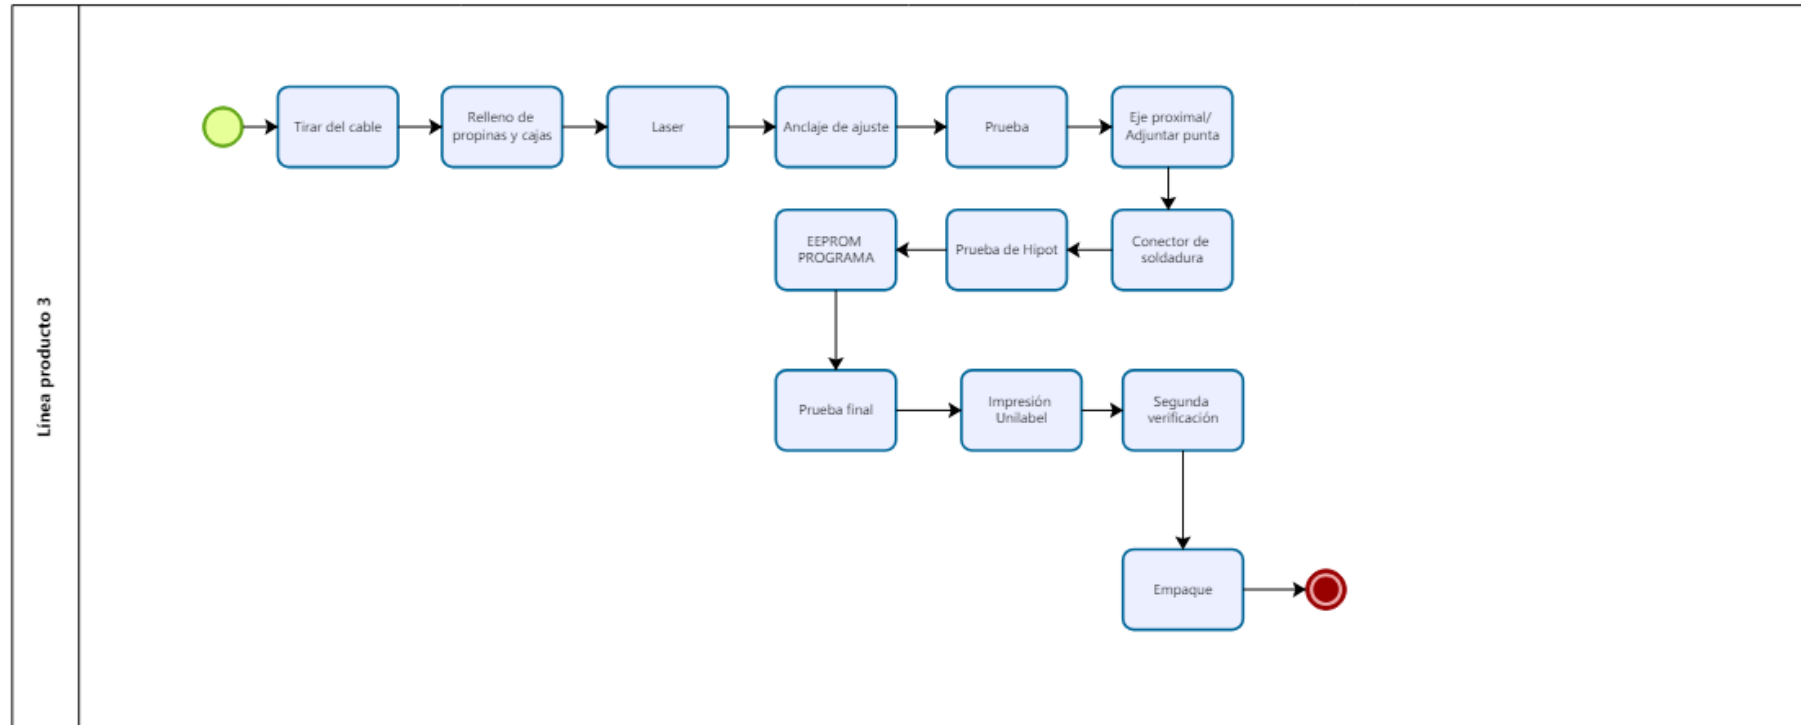 Línea producto 3
Tirar del cable
Relleno de
propinas y cajas
Laser
Anclaje de ajuste
Prueba
Eje proximal/
Adjuntar punta
Conector de
soldadura
Prueba de Hipot
EEPROM
PROGRAMA
Prueba final
Impresión
Unilabel
Segunda
verificación
Empaque